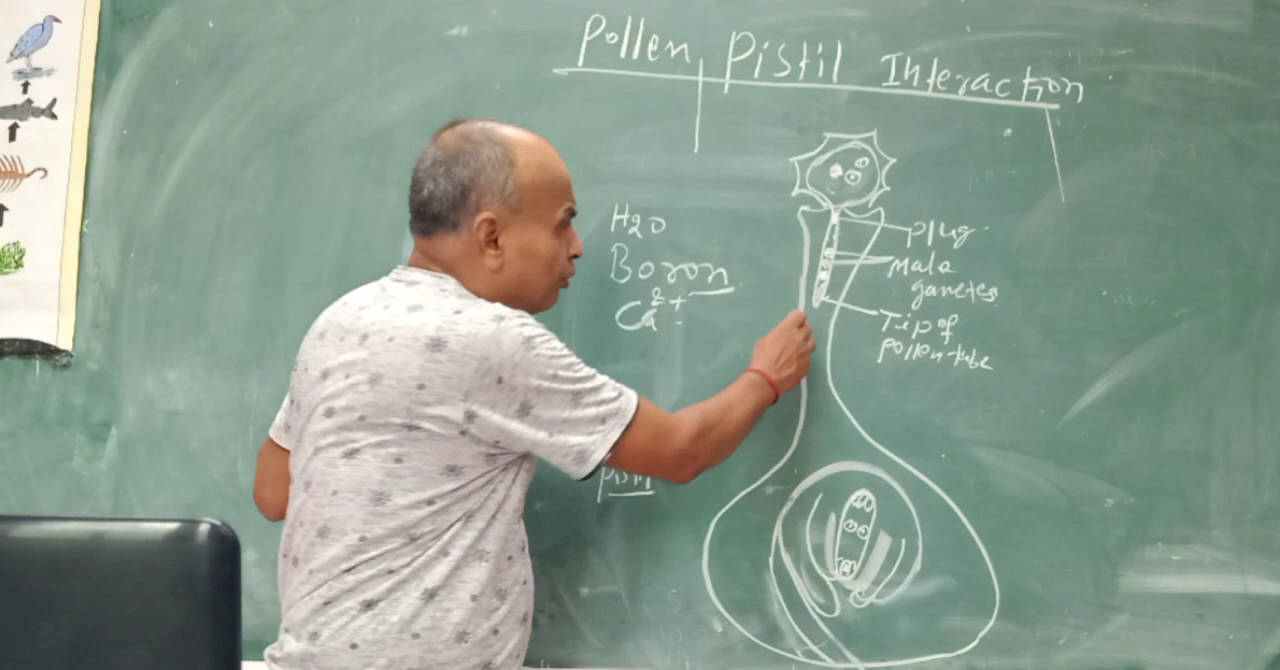 Pollen Pistil Interaction
H2O
Boron
Ca2+
plug
Male
gametes
Tip of
pollen tube